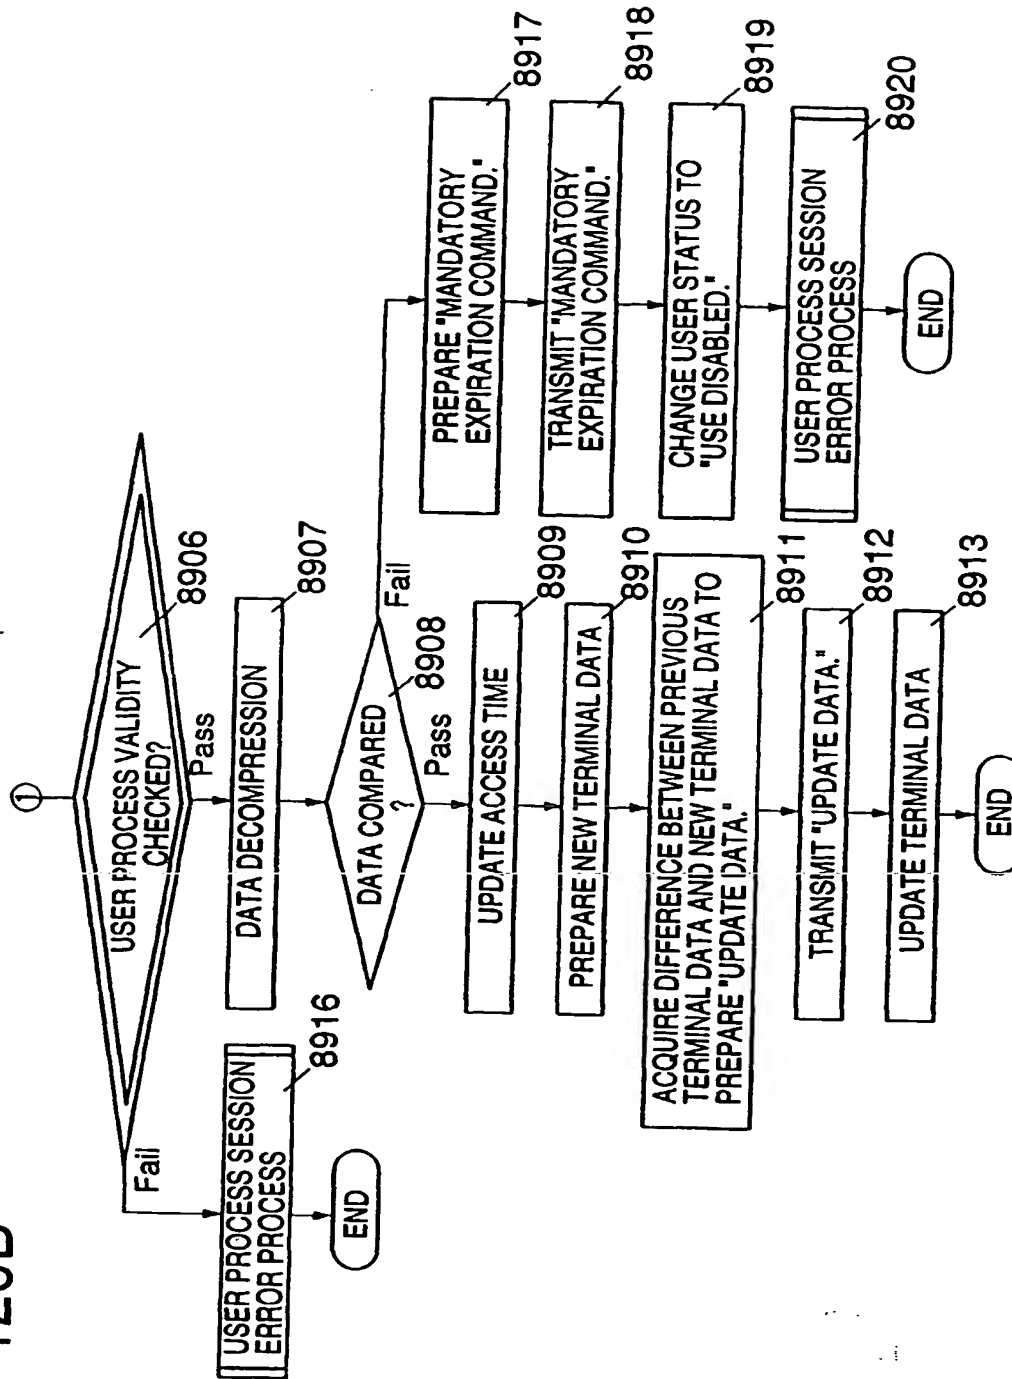 1
USER PROCESS VALIDITY
CHECKED?
8906
Pass
Fail
DATA DECOMPRESSION
8907
DATA COMPARED
?
8908
Pass
Fail
UPDATE ACCESS TIME
8909
PREPARE NEW TERMINAL DATA
8910
ACQUIRE DIFFERENCE BETWEEN PREVIOUS
TERMINAL DATA AND NEW TERMINAL DATA TO
PREPARE "UPDATE DATA."
8911
TRANSMIT "UPDATE DATA."
8912
UPDATE TERMINAL DATA
8913
END
USER PROCESS SESSION
ERROR PROCESS
8916
END
PREPARE "MANDATORY
EXPIRATION COMMAND."
8917
TRANSMIT "MANDATORY
EXPIRATION COMMAND."
8918
CHANGE USER STATUS TO
"USE DISABLED."
8919
USER PROCESS SESSION
ERROR PROCESS
8920
END